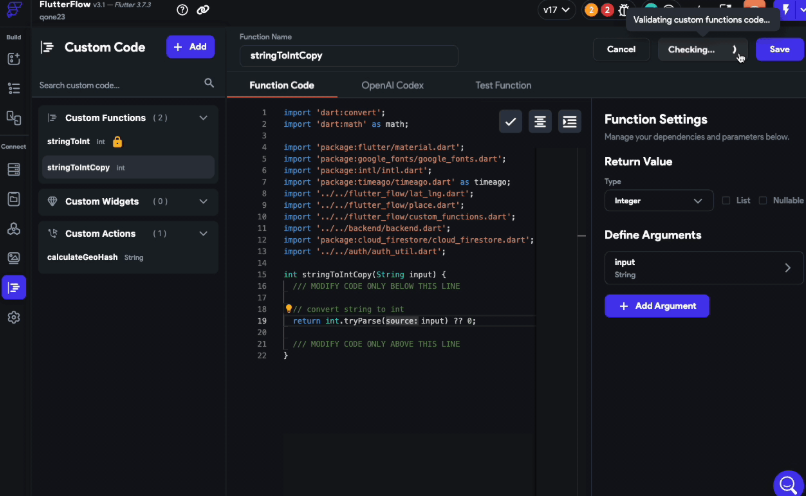 FlutterFlow v3.1 — Flutter 3.7.3
qone23
v17
2
2
Validating custom functions code...
Build
Connect
Custom Code
+ Add
Search custom code...
Custom Functions (2)
stringToInt Int
stringToIntCopy Int
Custom Widgets (0)
Custom Actions (1)
calculateGeoHash String
Function Name
stringToIntCopy
Cancel
Checking...
Save
Function Code
OpenAI Codex
Test Function
1 import 'dart:convert';
2 import 'dart:math' as math;
3
4 import 'package:flutter/material.dart';
5 import 'package:google_fonts/google_fonts.dart';
6 import 'package:intl/intl.dart';
7 import 'package:timeago/timeago.dart' as timeago;
8 import '../../flutter_flow/lat_lng.dart';
9 import '../../flutter_flow/place.dart';
10 import '../../flutter_flow/custom_functions.dart';
11 import '../../backend/backend.dart';
12 import 'package:cloud_firestore/cloud_firestore.dart';
13 import '../../auth/auth_util.dart';
14
15 int stringToIntCopy(String input) {
16 /// MODIFY CODE ONLY BELOW THIS LINE
17
18 // convert string to int
19 return int.tryParse(source: input) ?? 0;
20
21 /// MODIFY CODE ONLY ABOVE THIS LINE
22 }
Function Settings
Manage your dependencies and parameters below.
Return Value
Type
Integer
List
Nullable
Define Arguments
input
String
+ Add Argument